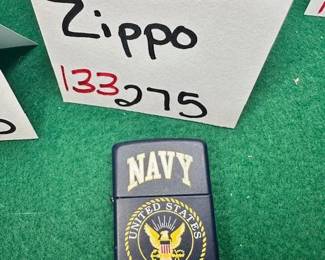 Zippo
133 275
NAVY
UNITED STATES